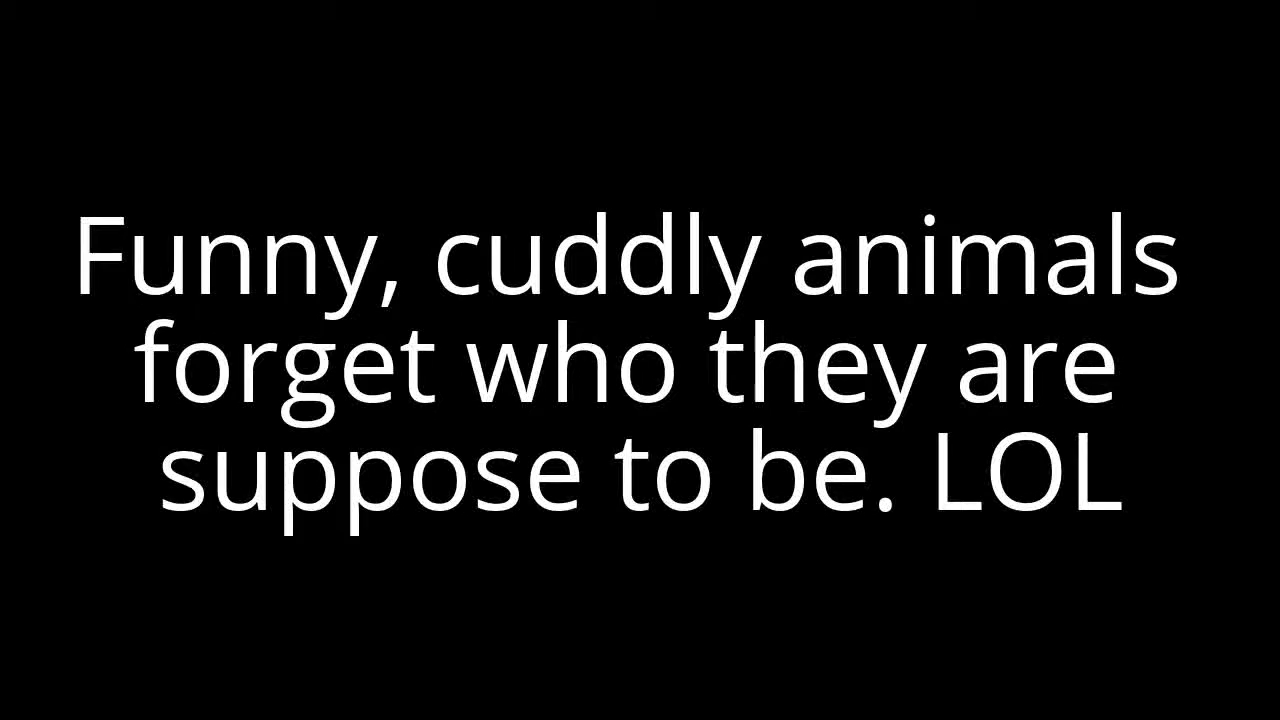 Funny, cuddly animals
forget who they are
suppose to be. LOL